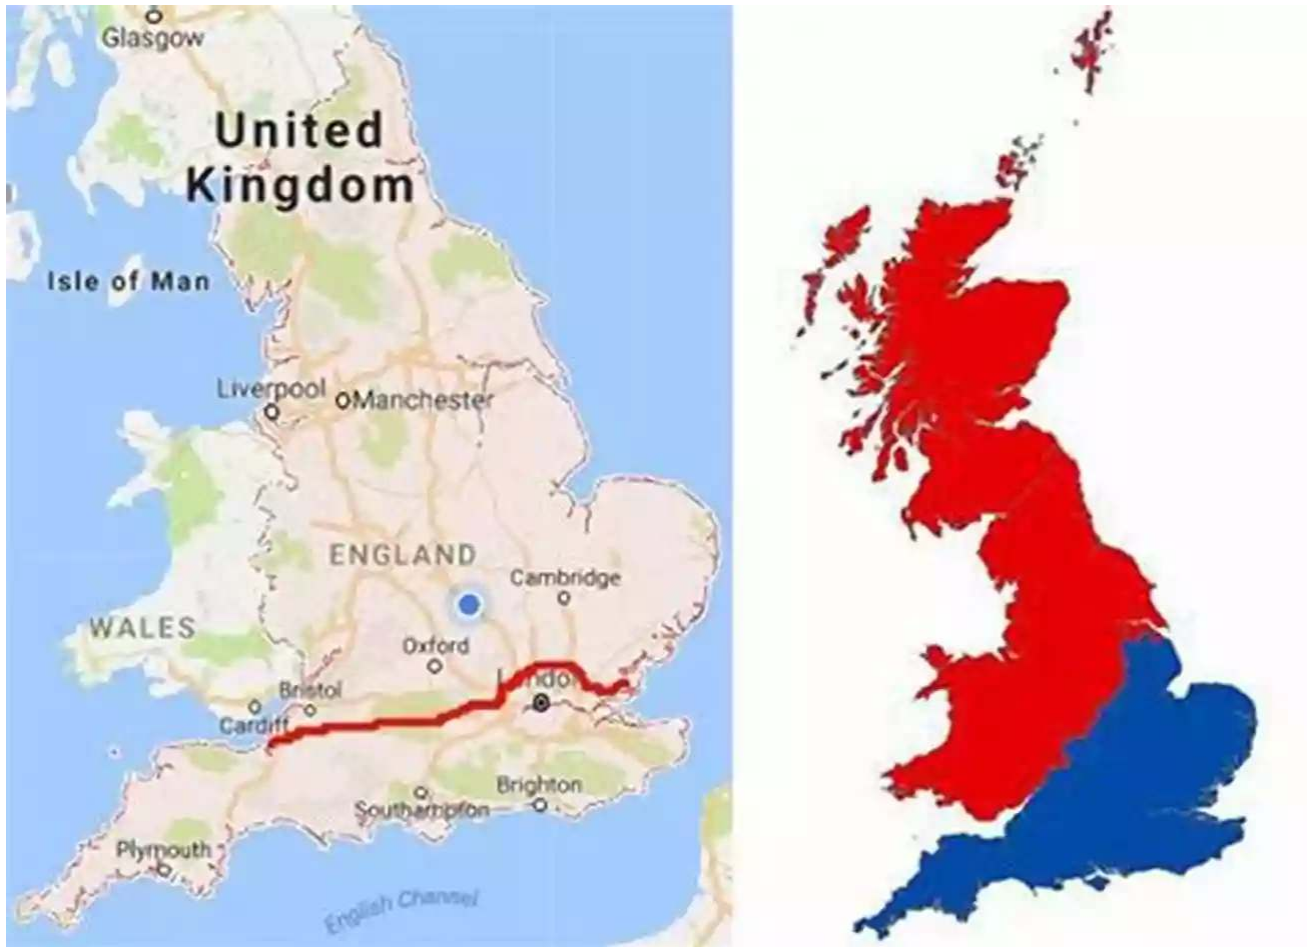 Glasgow
United
Kingdom
Isle of Man
Liverpool
Manchester
ENGLAND
Cambridge
WALES
Oxford
London
Bristol
Cardiff
Brighton
Southampton
Plymouth
English Channel